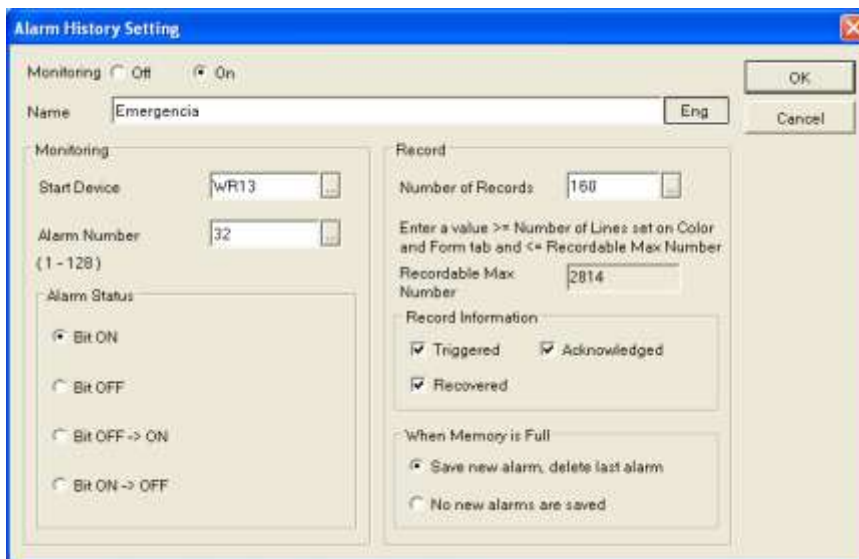 Alarm History Setting
Monitoring Off On
Name Emergencia Eng
OK
Cancel
Monitoring
Start Device WR13 ...
Alarm Number 32 ...
(1 - 128)
Alarm Status
Bit ON
Bit OFF
Bit OFF -> ON
Bit ON -> OFF
Record
Number of Records 160 ...
Enter a value >= Number of Lines set on Color
and Form tab and <= Recordable Max Number
Recordable Max 2814
Number
Record Information
Triggered Acknowledged
Recovered
When Memory is Full
Save new alarm, delete last alarm
No new alarms are saved